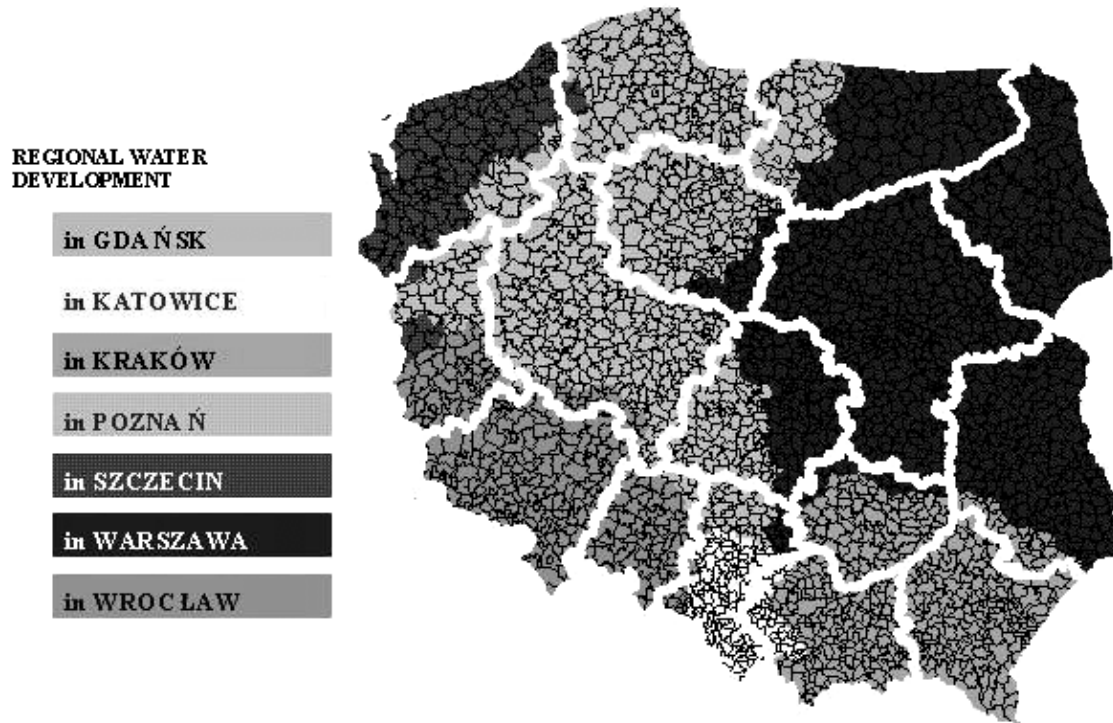 REGIONAL WATER
DEVELOPMENT
in GDAŃSK
in KATOWICE
in KRAKÓW
in POZNAŃ
in SZCZECIN
in WARSZAWA
in WROCŁAW